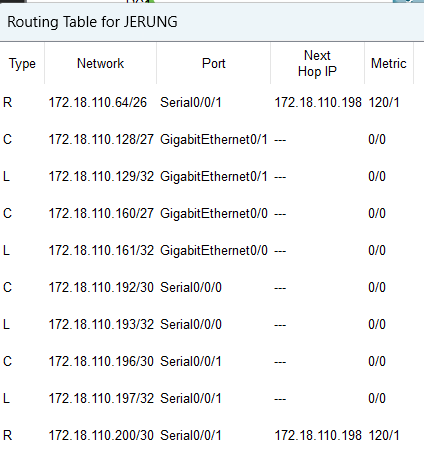 Routing Table for JERUNG
Type Network Port Next Hop IP Metric
R 172.18.110.64/26 Serial0/0/1 172.18.110.198 120/1
C 172.18.110.128/27 GigabitEthernet0/1 --- 0/0
L 172.18.110.129/32 GigabitEthernet0/1 --- 0/0
C 172.18.110.160/27 GigabitEthernet0/0 --- 0/0
L 172.18.110.161/32 GigabitEthernet0/0 --- 0/0
C 172.18.110.192/30 Serial0/0/0 --- 0/0
L 172.18.110.193/32 Serial0/0/0 --- 0/0
C 172.18.110.196/30 Serial0/0/1 --- 0/0
L 172.18.110.197/32 Serial0/0/1 --- 0/0
R 172.18.110.200/30 Serial0/0/1 172.18.110.198 120/1